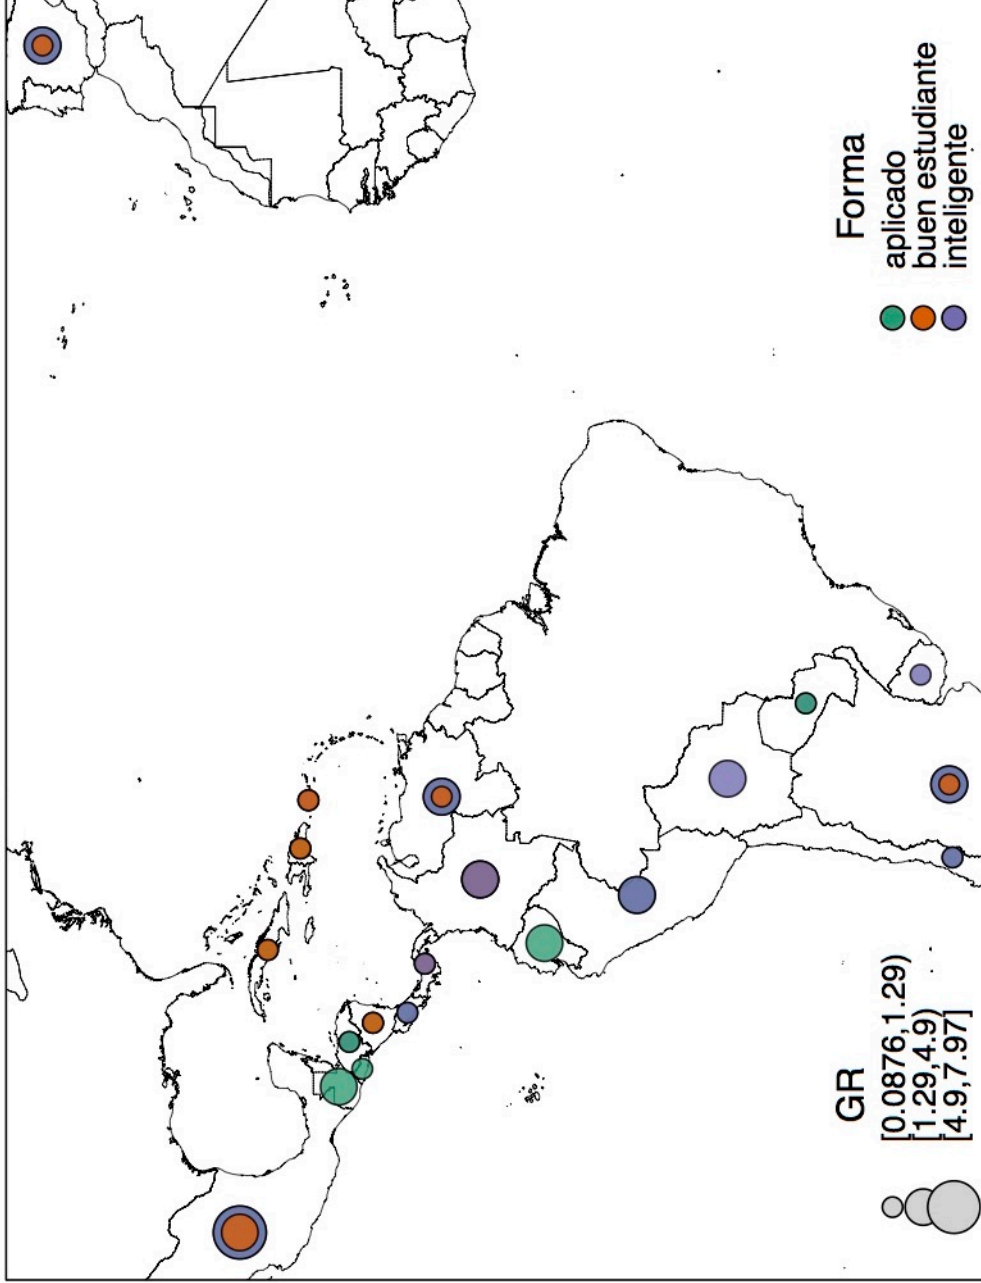 GR
[0.0876,1.29)
[1.29,4.9)
[4.9,7.97]
Forma
aplicado
buen estudiante
inteligente